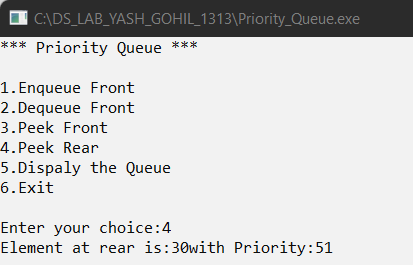 C:\DS_LAB_YASH_GOHIL_1313\Priority_Queue.exe
*** Priority Queue ***
1.Enqueue Front
2.Dequeue Front
3.Peek Front
4.Peek Rear
5.Dispaly the Queue
6.Exit
Enter your choice:4
Element at rear is:30with Priority:51